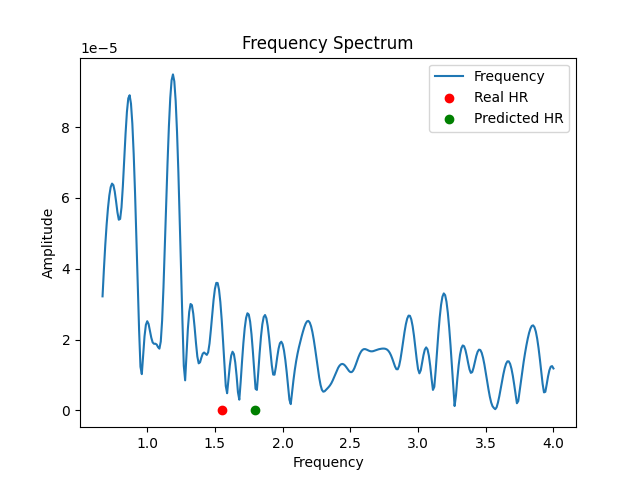 Frequency Spectrum
1e−5
Frequency
Real HR
Predicted HR
8
6
4
2
0
Amplitude
1.0 1.5 2.0 2.5 3.0 3.5 4.0
Frequency